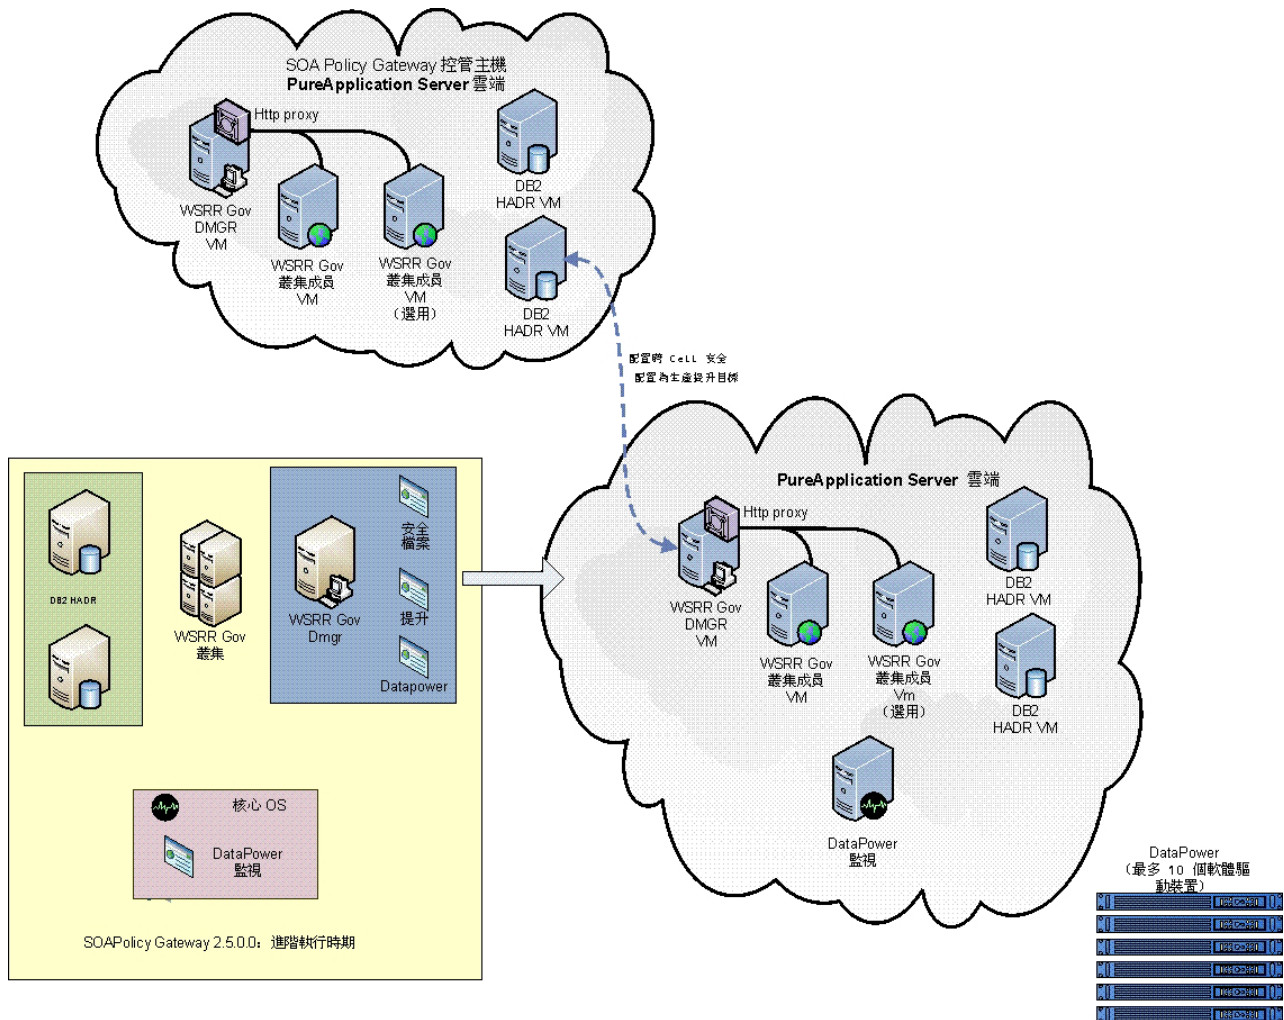 SOA Policy Gateway 控管主機
PureApplication Server 雲端
Http proxy
WSRR Gov
DMGR
VM
WSRR Gov
叢集成員
VM
WSRR Gov
叢集成員
VM
(選用)
DB2
HADR VM
DB2
HADR VM
配置跨 Cell 安全
配置為生產提升目標
PureApplication Server 雲端
Http proxy
WSRR Gov
DMGR
VM
WSRR Gov
叢集成員
VM
WSRR Gov
叢集成員
Vm
(選用)
DB2
HADR VM
DB2
HADR VM
DataPower
監視
DB2 HADR
WSRR Gov
叢集
WSRR Gov
Dmgr
安全
檔案
提升
Datapower
核心 OS
DataPower
監視
SOAPolicy Gateway 2.5.0.0: 進階執行時期
DataPower
(最多 10 個軟體驅
動裝置)